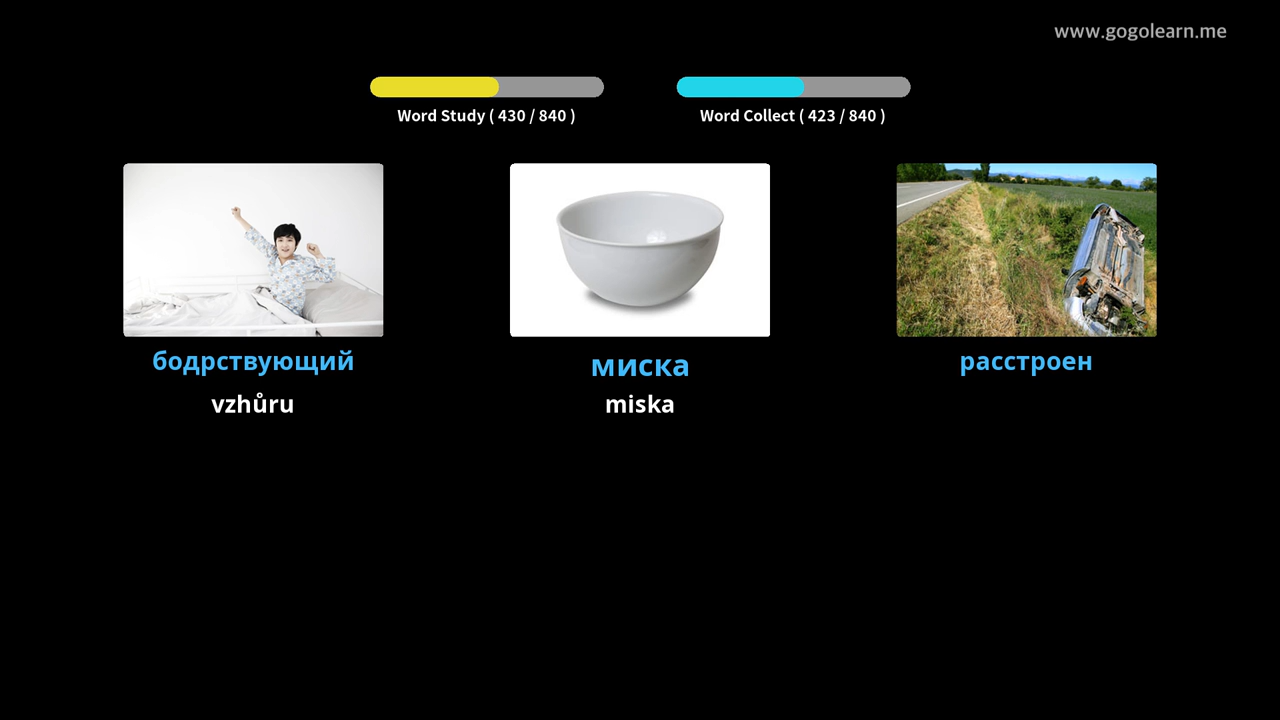 www.gogolearn.me
Word Study ( 430 / 840 )
Word Collect ( 423 / 840 )
бодрствующий
миска
расстроен
vzhůru
miska